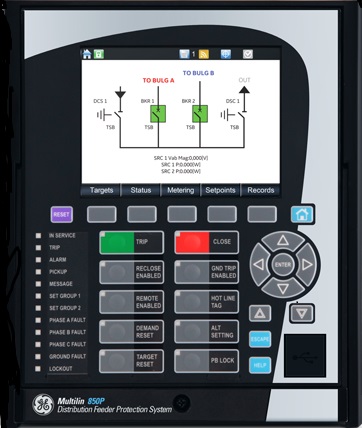 1
TO BULG A
TO BULG B
OUT
DCS 1
BKR 1
BKR 2
DSC 1
TSB
TSB
TSB
TSB
SRC 1 Vab Mag:0.000[V]
SRC 1 P:0.000[W]
SRC 2 P:0.000[W]
Targets
Status
Metering
Setpoints
Records
RESET
IN SERVICE
TRIP
ALARM
PICKUP
MESSAGE
SET GROUP 1
SET GROUP 2
PHASE A FAULT
PHASE B FAULT
PHASE C FAULT
GROUND FAULT
LOCKOUT
TRIP
CLOSE
RECLOSE
ENABLED
GND TRIP
ENABLED
REMOTE
ENABLED
HOT LINE
TAG
DEMAND
RESET
ALT
SETTING
TARGET
RESET
PB LOCK
ENTER
ESCAPE
HELP
GE
Multilin 850P
Distribution Feeder Protection System